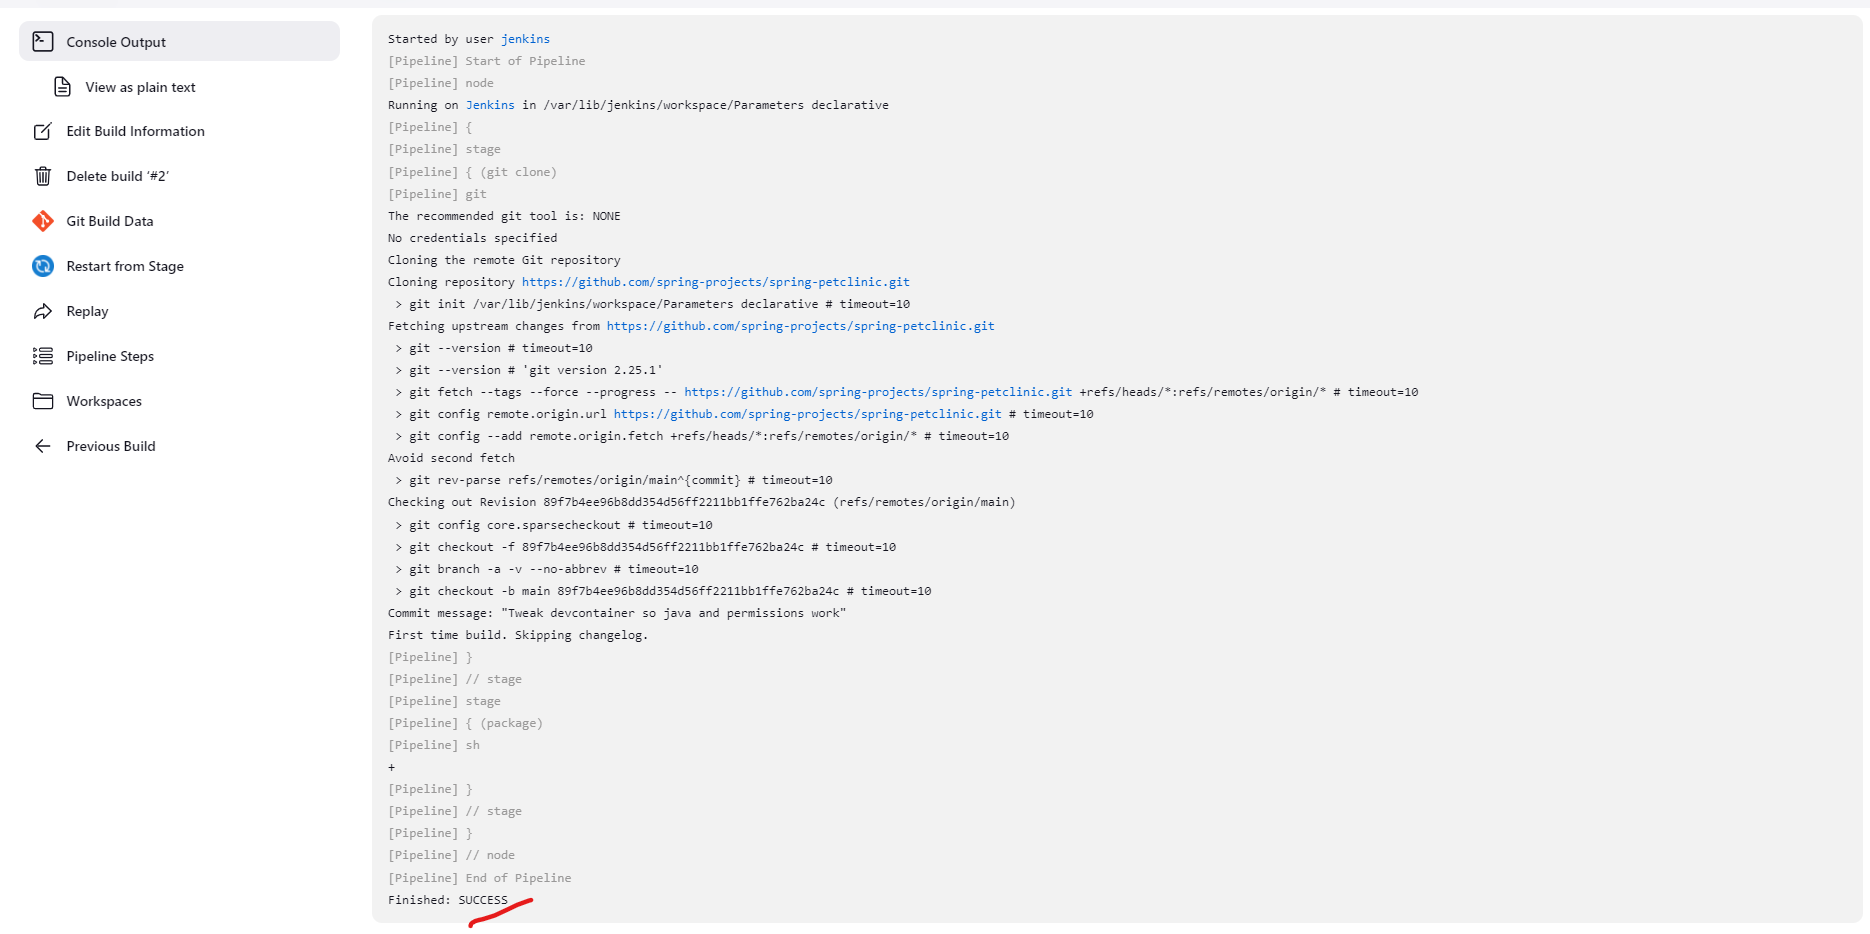 Console Output
View as plain text
Edit Build Information
Delete build ‘#2’
Git Build Data
Restart from Stage
Replay
Pipeline Steps
Workspaces
Previous Build
Started by user jenkins
[Pipeline] Start of Pipeline
[Pipeline] node
Running on Jenkins in /var/lib/jenkins/workspace/Parameters declarative
[Pipeline] {
[Pipeline] stage
[Pipeline] { (git clone)
[Pipeline] git
The recommended git tool is: NONE
No credentials specified
Cloning the remote Git repository
Cloning repository https://github.com/spring-projects/spring-petclinic.git
> git init /var/lib/jenkins/workspace/Parameters declarative # timeout=10
Fetching upstream changes from https://github.com/spring-projects/spring-petclinic.git
> git --version # timeout=10
> git --version # 'git version 2.25.1'
> git fetch --tags --force --progress -- https://github.com/spring-projects/spring-petclinic.git +refs/heads/*:refs/remotes/origin/* # timeout=10
> git config remote.origin.url https://github.com/spring-projects/spring-petclinic.git # timeout=10
> git config --add remote.origin.fetch +refs/heads/*:refs/remotes/origin/* # timeout=10
Avoid second fetch
> git rev-parse refs/remotes/origin/main^{commit} # timeout=10
Checking out Revision 89f7b4ee96b8dd354d56ff2211bb1ffe762ba24c (refs/remotes/origin/main)
> git config core.sparsecheckout # timeout=10
> git checkout -f 89f7b4ee96b8dd354d56ff2211bb1ffe762ba24c # timeout=10
> git branch -a -v --no-abbrev # timeout=10
> git checkout -b main 89f7b4ee96b8dd354d56ff2211bb1ffe762ba24c # timeout=10
Commit message: "Tweak devcontainer so java and permissions work"
First time build. Skipping changelog.
[Pipeline] }
[Pipeline] // stage
[Pipeline] stage
[Pipeline] { (package)
[Pipeline] sh
+
[Pipeline] }
[Pipeline] // stage
[Pipeline] }
[Pipeline] // node
[Pipeline] End of Pipeline
Finished: SUCCESS